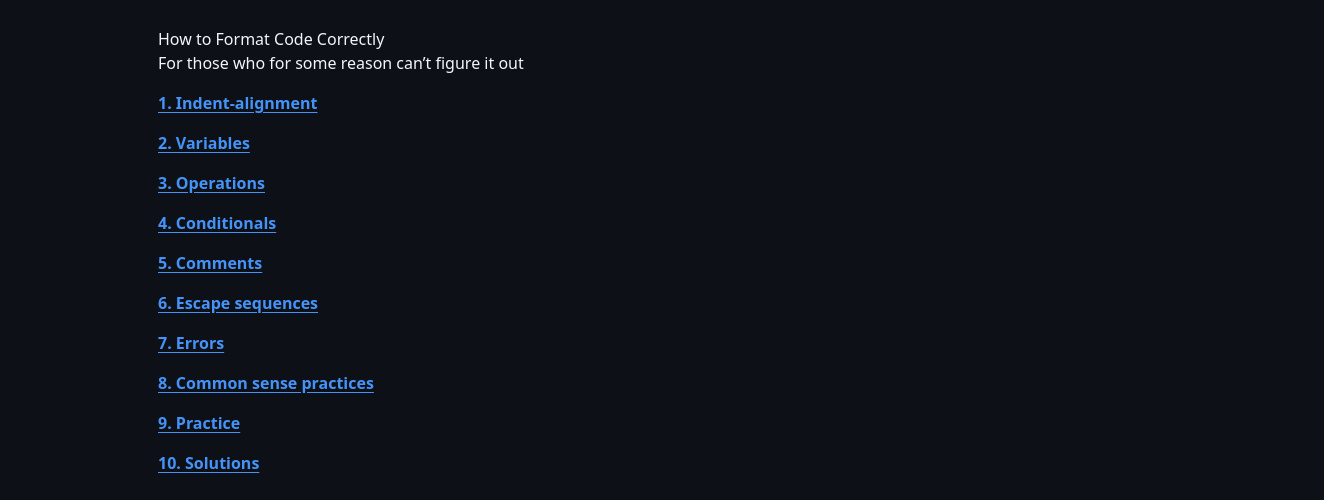 How to Format Code Correctly
For those who for some reason can’t figure it out
1. Indent-alignment
2. Variables
3. Operations
4. Conditionals
5. Comments
6. Escape sequences
7. Errors
8. Common sense practices
9. Practice
10. Solutions